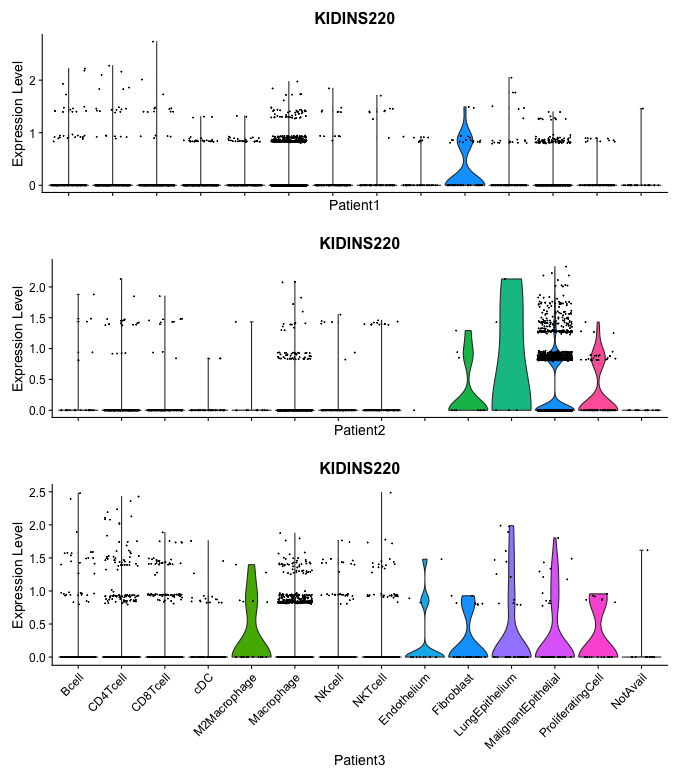 KIDINS220
Expression Level
2
1
0
Patient1
KIDINS220
Expression Level
2.0
1.5
1.0
0.5
0.0
Patient2
KIDINS220
Expression Level
2.5
2.0
1.5
1.0
0.5
0.0
Bcell
CD4Tcell
CD8Tcell
cDC
M2Macrophage
Macrophage
NKcell
NKTcell
Endothelium
Fibroblast
LungEpithelium
MalignantEpithelial
ProliferatingCell
NotAvail
Patient3